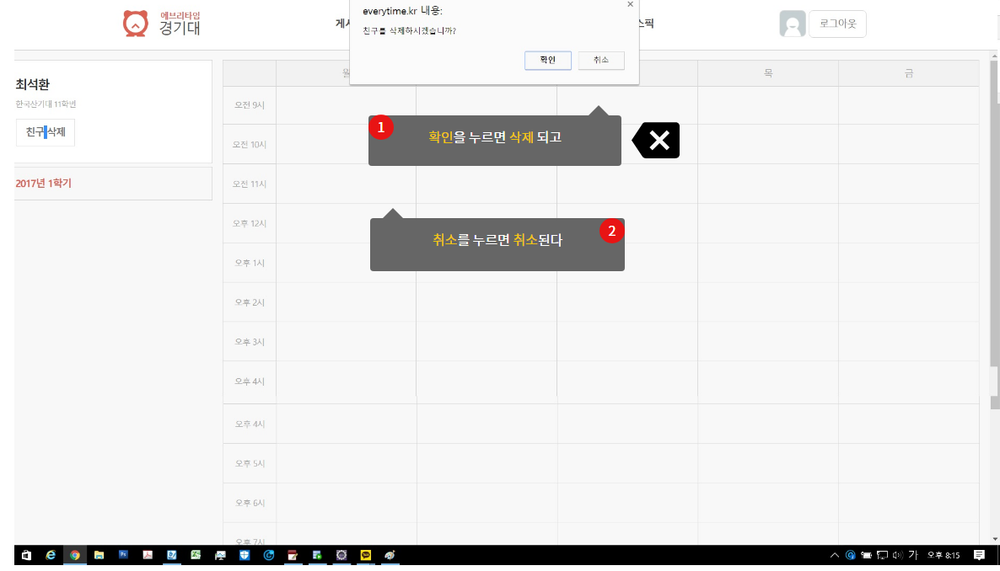 everytime.kr 내용:
친구를 삭제하시겠습니까?
확인
취소
에브리타임
경기대
로그아웃
최석환
한국산기대 11학번
친구삭제
2017년 1학기
목
금
오전 9시
오전 10시
오전 11시
오후 12시
오후 1시
오후 2시
오후 3시
오후 4시
오후 4시
오후 5시
오후 6시
오후 7시
1
확인을 누르면 삭제 되고
2
취소를 누르면 취소된다
가
오후 8:15